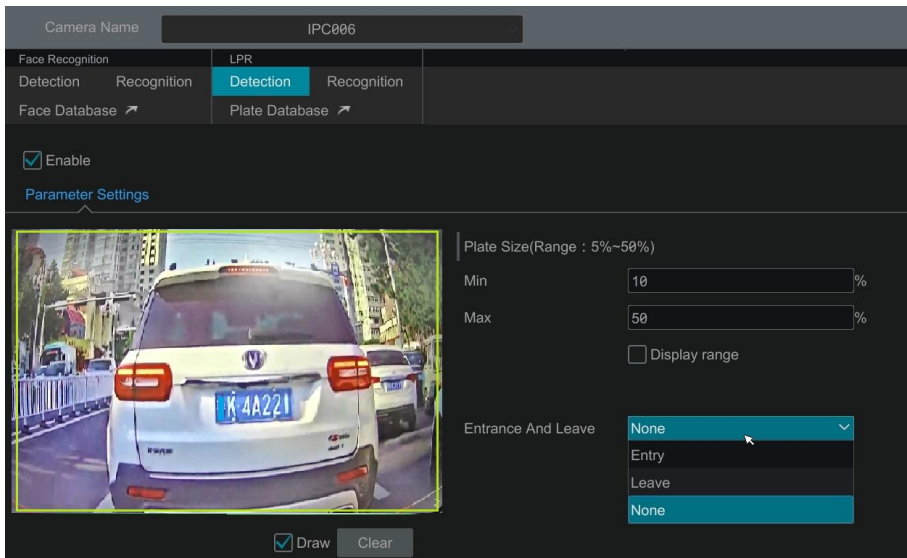 Camera Name IPC006
Face Recognition LPR
Detection Recognition Detection Recognition
Face Database Plate Database
Enable
Parameter Settings
Plate Size(Range : 5%~50%)
Min 10 %
Max 50 %
Display range
K·4A221
Entrance And Leave None
Entry
Leave
None
Draw Clear